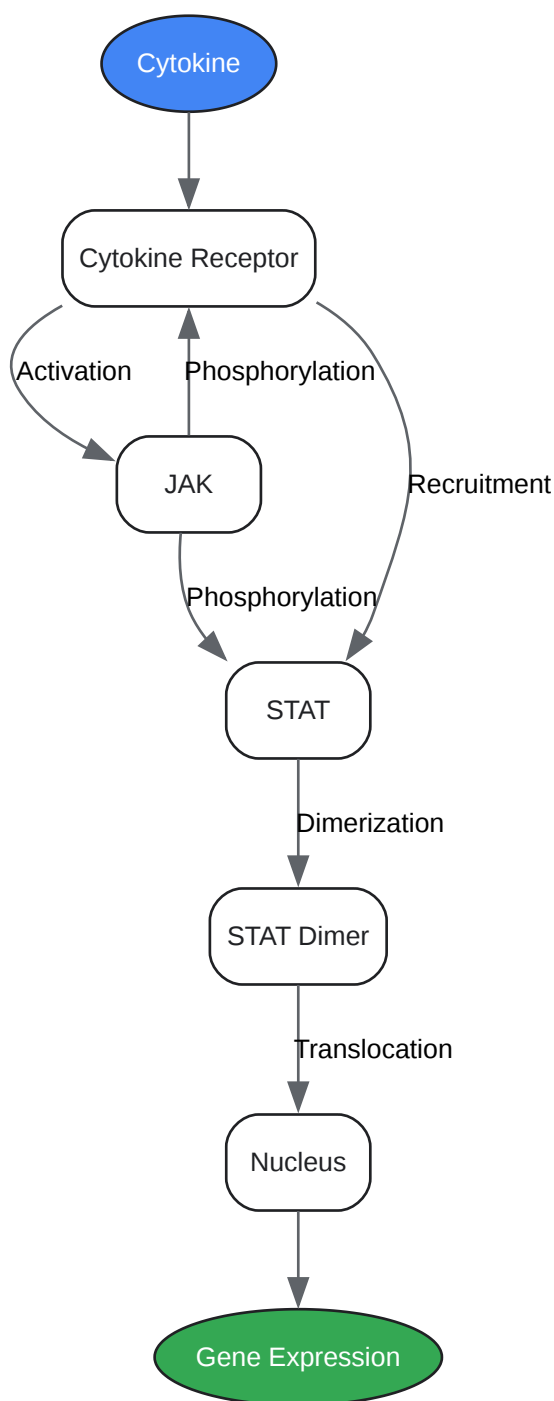 Cytokine
Cytokine Receptor
Activation
Phosphorylation
JAK
Recruitment
Phosphorylation
STAT
Dimerization
STAT Dimer
Translocation
Nucleus
Gene Expression